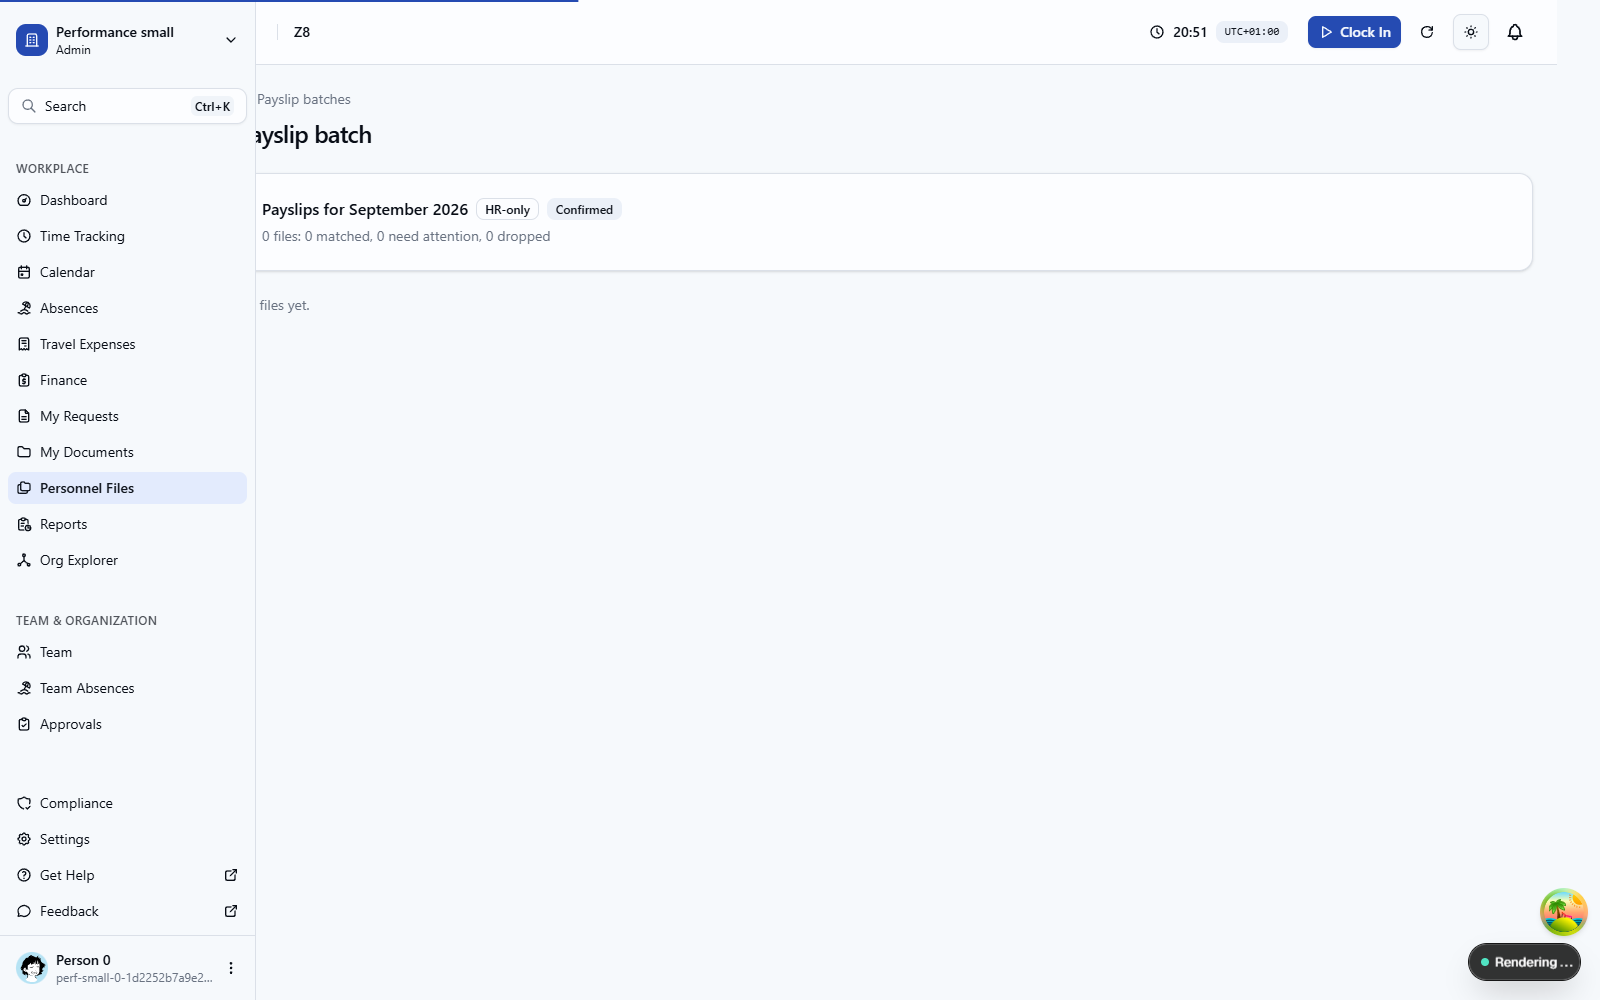 Performance small
Admin
Search
Ctrl+K
WORKPLACE
Dashboard
Time Tracking
Calendar
Absences
Travel Expenses
Finance
My Requests
My Documents
Personnel Files
Reports
Org Explorer
TEAM & ORGANIZATION
Team
Team Absences
Approvals
Compliance
Settings
Get Help
Feedback
Person 0
perf-small-0-1d2252b7a9e2...
Z8
20:51
UTC+01:00
Clock In
Payslip batches
ayslip batch
Payslips for September 2026
HR-only
Confirmed
0 files: 0 matched, 0 need attention, 0 dropped
files yet.
Rendering...